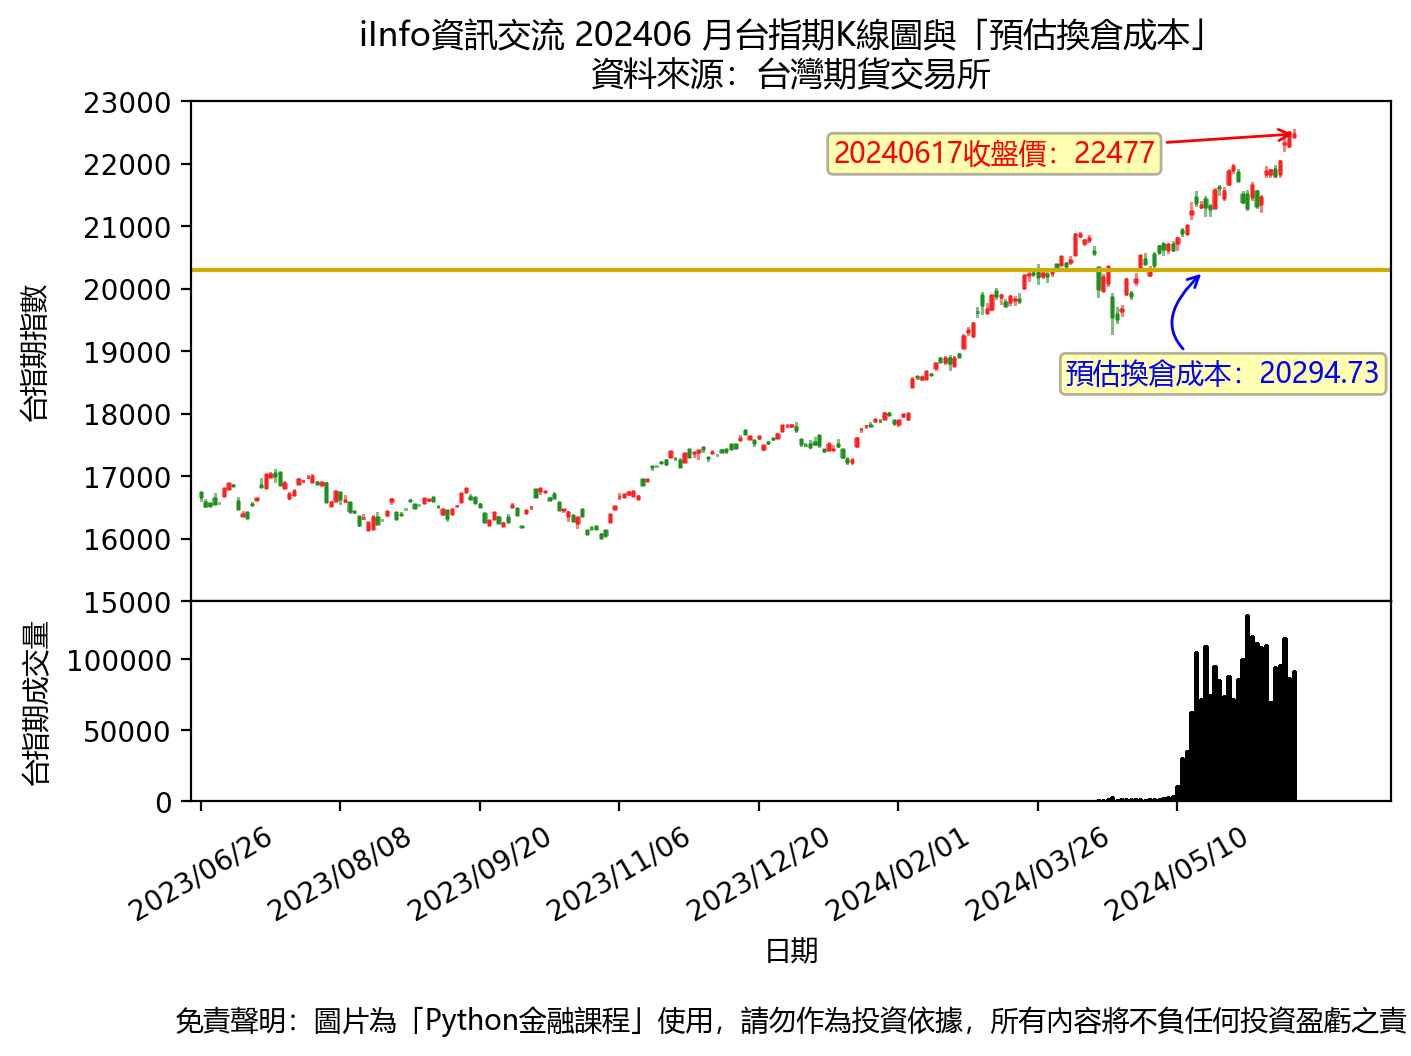 iInfo資訊交流 202406 月台指期K線圖與「預估換倉成本」
資料來源：台灣期貨交易所
台指期指數
23000
22000
21000
20000
19000
18000
17000
16000
15000
20240617收盤價：22477
預估換倉成本：20294.73
台指期成交量
100000
50000
0
2023/06/26
2023/08/08
2023/09/20
2023/11/06
2023/12/20
2024/02/01
2024/03/26
2024/05/10
日期
免責聲明：圖片為「Python金融課程」使用，請勿作為投資依據，所有內容將不負任何投資盈虧之責